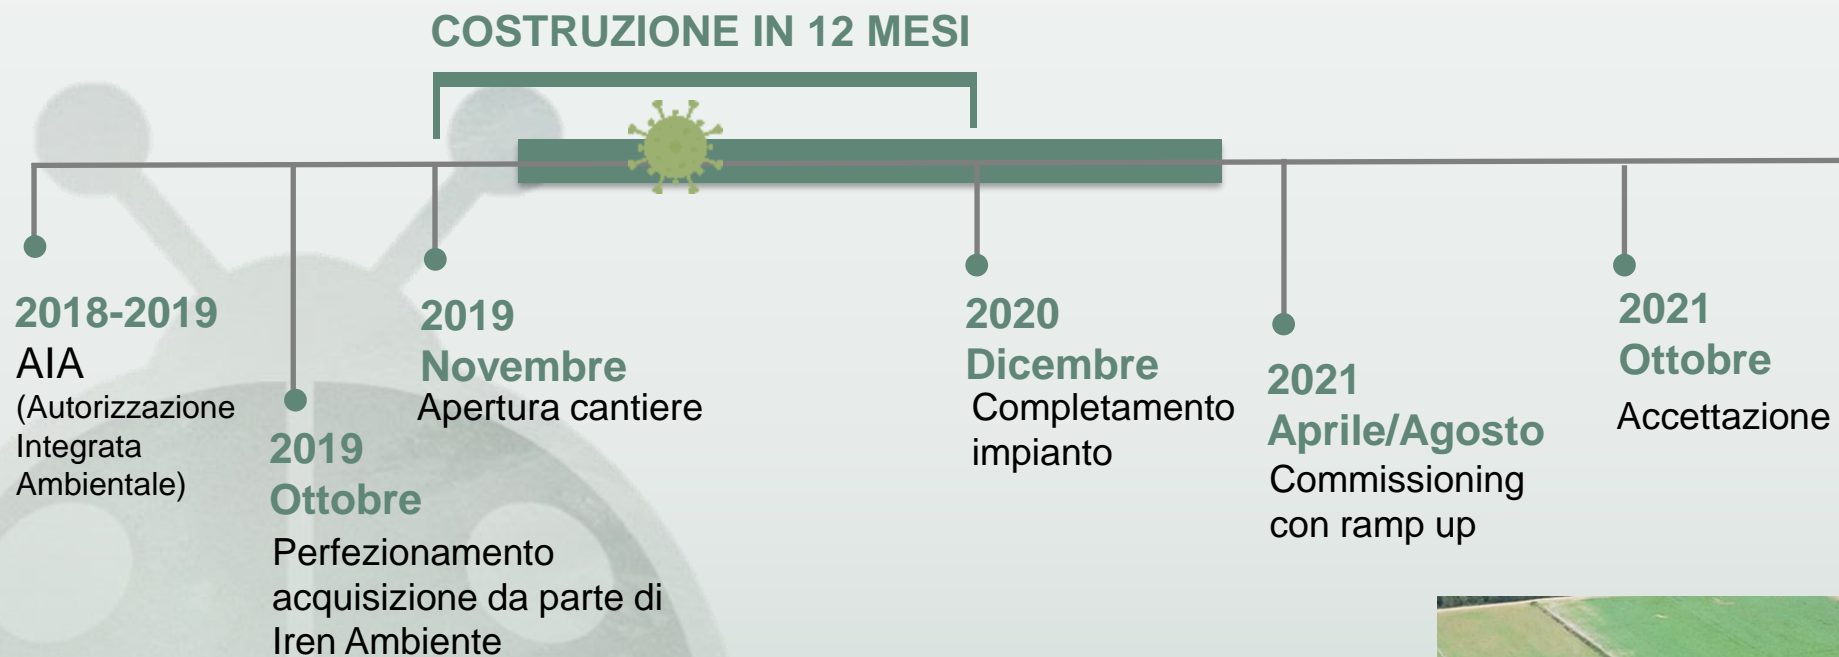 COSTRUZIONE IN 12 MESI
2018-2019
AIA
(Autorizzazione
Integrata
Ambientale)
2019
Ottobre
Perfezionamento
acquisizione da parte di
Iren Ambiente
2019
Novembre
Apertura cantiere
2020
Dicembre
Completamento
impianto
2021
Aprile/Agosto
Commissioning
con ramp up
2021
Ottobre
Accettazione